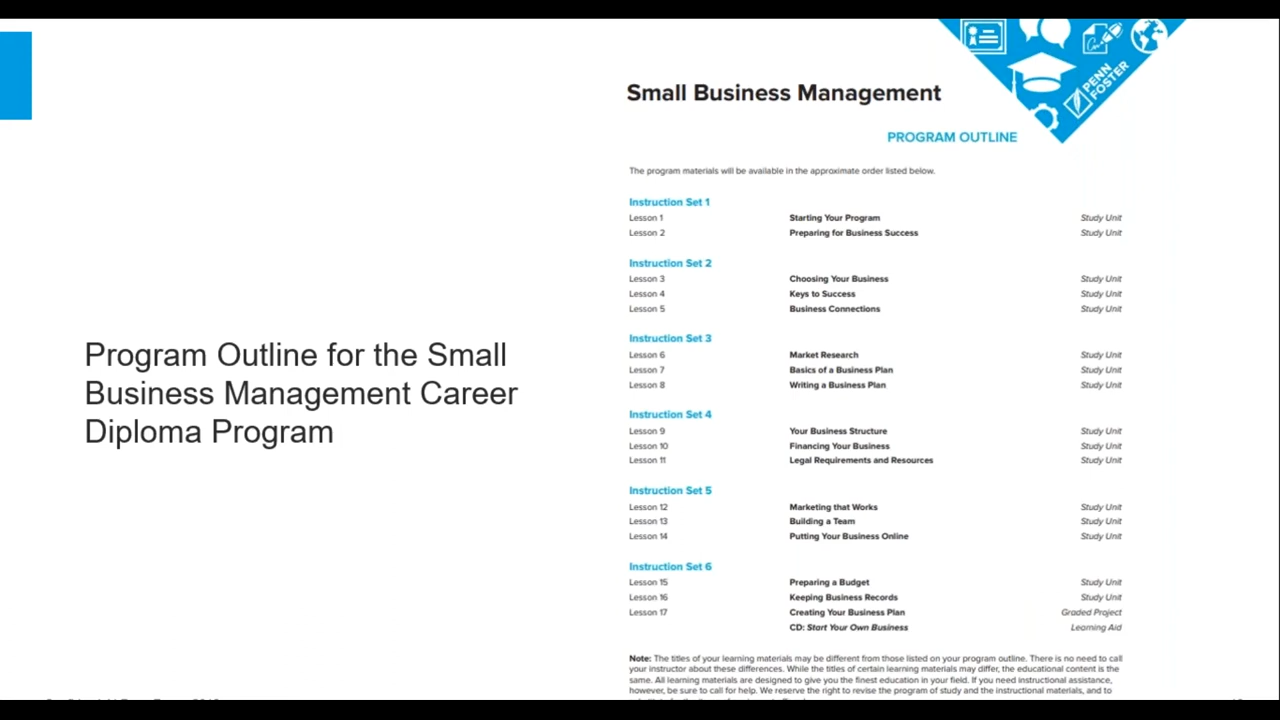 Program Outline for the Small
Business Management Career
Diploma Program
PENN
FOSTER
Small Business Management
PROGRAM OUTLINE
The program materials will be available in the approximate order listed below.
Instruction Set 1
Lesson 1 Starting Your Program Study Unit
Lesson 2 Preparing for Business Success Study Unit
Instruction Set 2
Lesson 3 Choosing Your Business Study Unit
Lesson 4 Keys to Success Study Unit
Lesson 5 Business Connections Study Unit
Instruction Set 3
Lesson 6 Market Research Study Unit
Lesson 7 Basics of a Business Plan Study Unit
Lesson 8 Writing a Business Plan Study Unit
Instruction Set 4
Lesson 9 Your Business Structure Study Unit
Lesson 10 Financing Your Business Study Unit
Lesson 11 Legal Requirements and Resources Study Unit
Instruction Set 5
Lesson 12 Marketing that Works Study Unit
Lesson 13 Building a Team Study Unit
Lesson 14 Putting Your Business Online Study Unit
Instruction Set 6
Lesson 15 Preparing a Budget Study Unit
Lesson 16 Keeping Business Records Study Unit
Lesson 17 Creating Your Business Plan Graded Project
CD: Start Your Own Business Learning Aid
Note: The titles of your learning materials may be different from those listed on your program outline. There is no need to call
your instructor about these differences. While the titles of certain learning materials may differ, the educational content is the
same. All learning materials are designed to give you the finest education in your field. If you need instructional assistance,
however, be sure to call for help. We reserve the right to revise the program of study and the instructional materials, and to